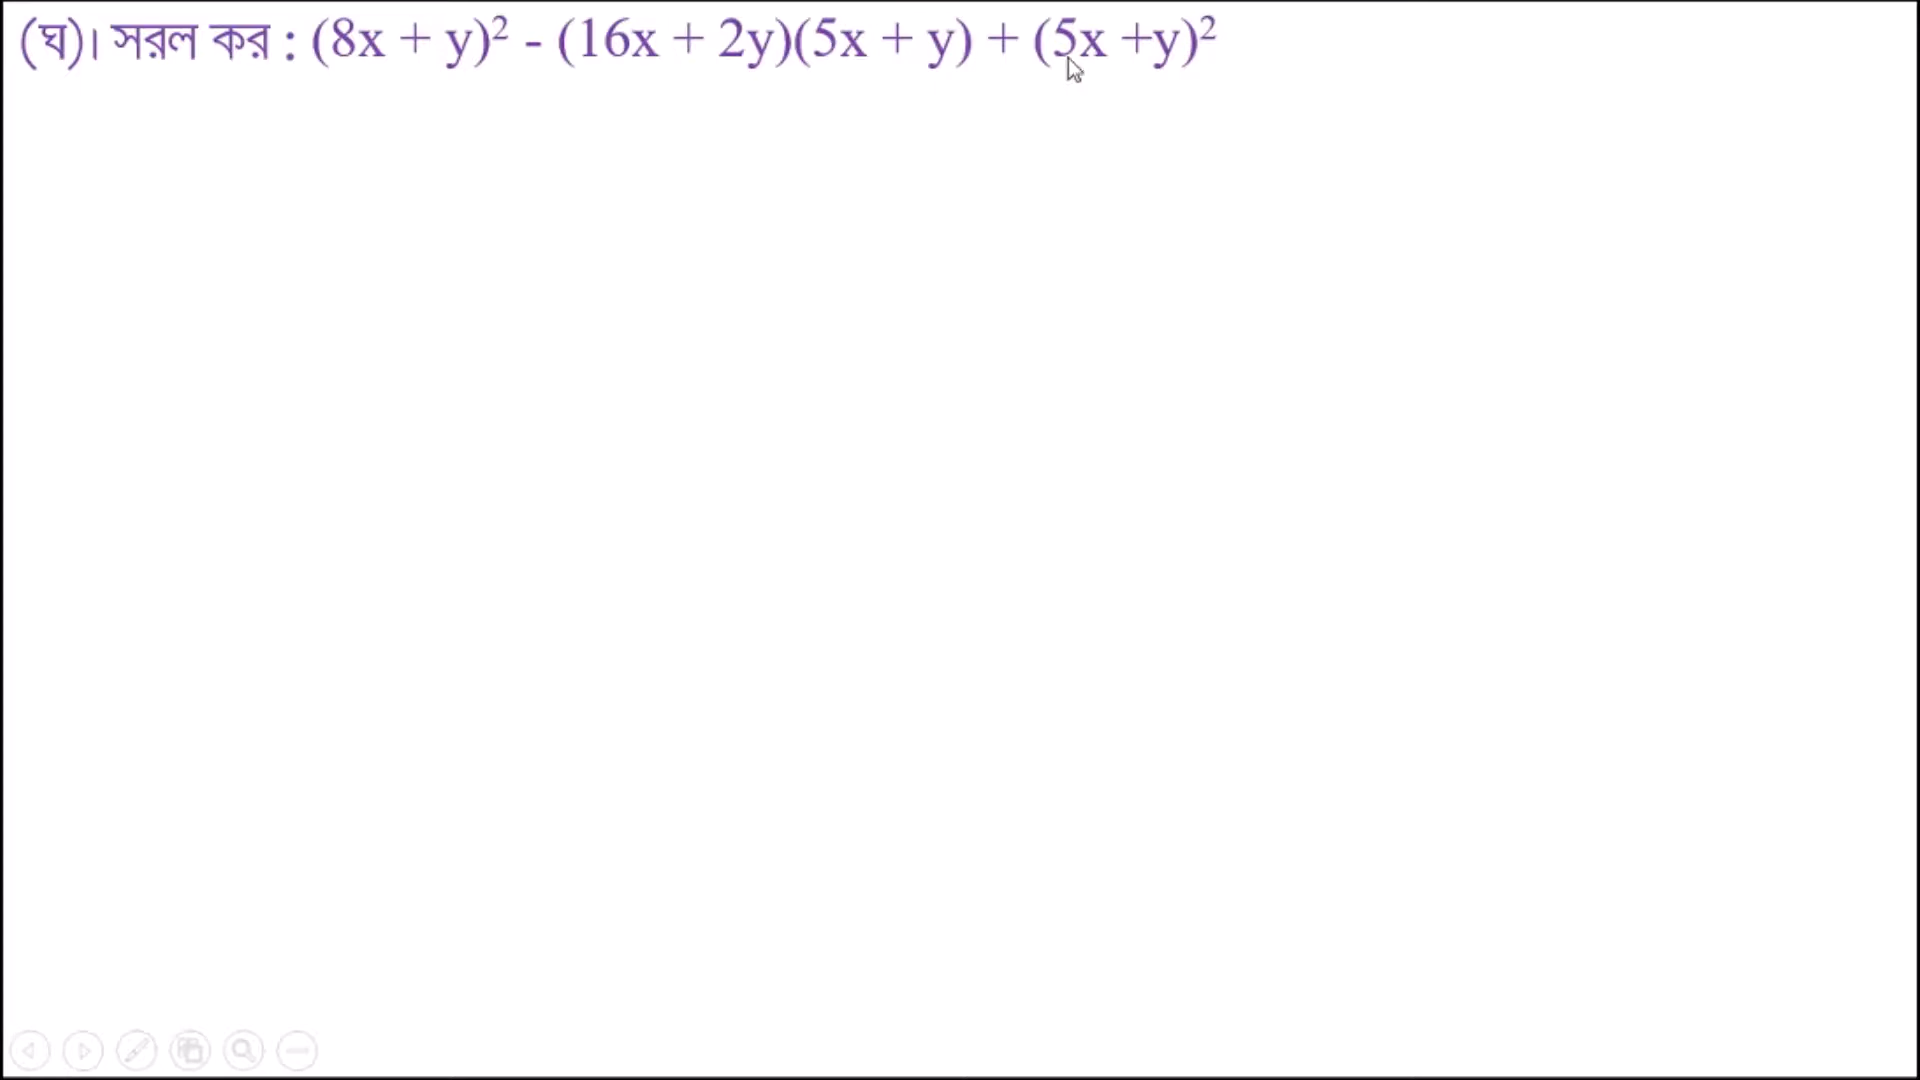 (ঘ)। সরল কর : (8x + y)² - (16x + 2y)(5x + y) + (5x +y)²